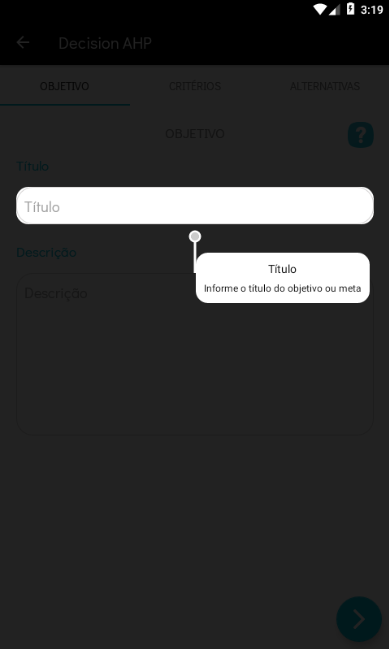 3:19
Decision AHP
OBJETIVO
CRITÉRIOS
ALTERNATIVAS
OBJETIVO
?
Título
Título
Título
Informe o título do objetivo ou meta
Descrição
Descrição